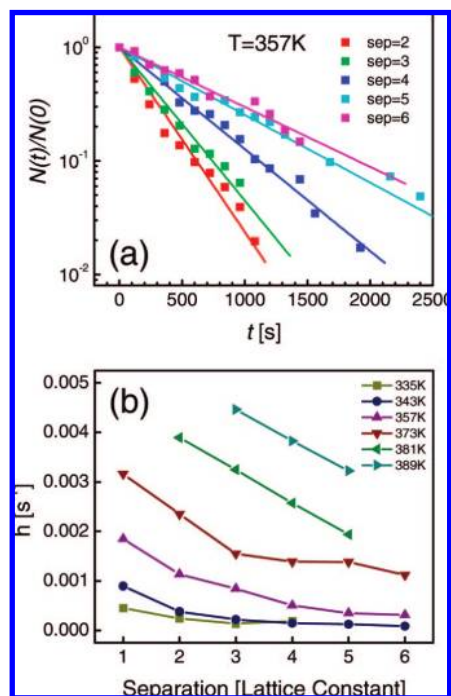 T=357K
sep=2
sep=3
sep=4
sep=5
sep=6
N(t)/N(0)
10⁰
10⁻¹
10⁻²
(a)
0 500 1000 1500 2000 2500
t [s]
(b)
335K
343K
357K
373K
381K
389K
h [s⁻
0.005
0.004
0.003
0.002
0.001
0.000
1 2 3 4 5 6
Separation [Lattice Constant]